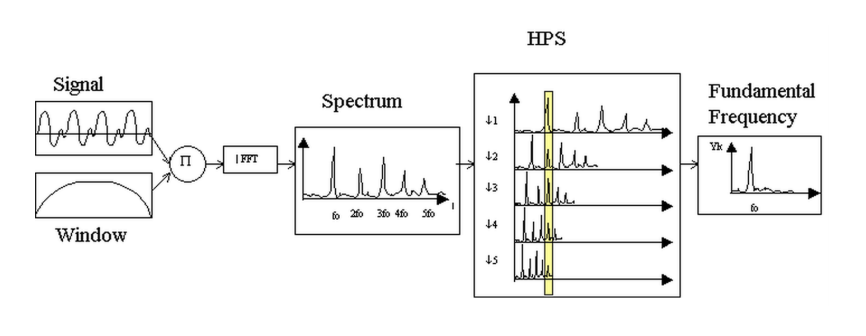 HPS
Signal
Spectrum
Fundamental
Frequency
Π
| FFT
↓1
↓2
↓3
↓4
↓5
Yk
fo 2fo 3fo 4fo 5fo
fo
Window